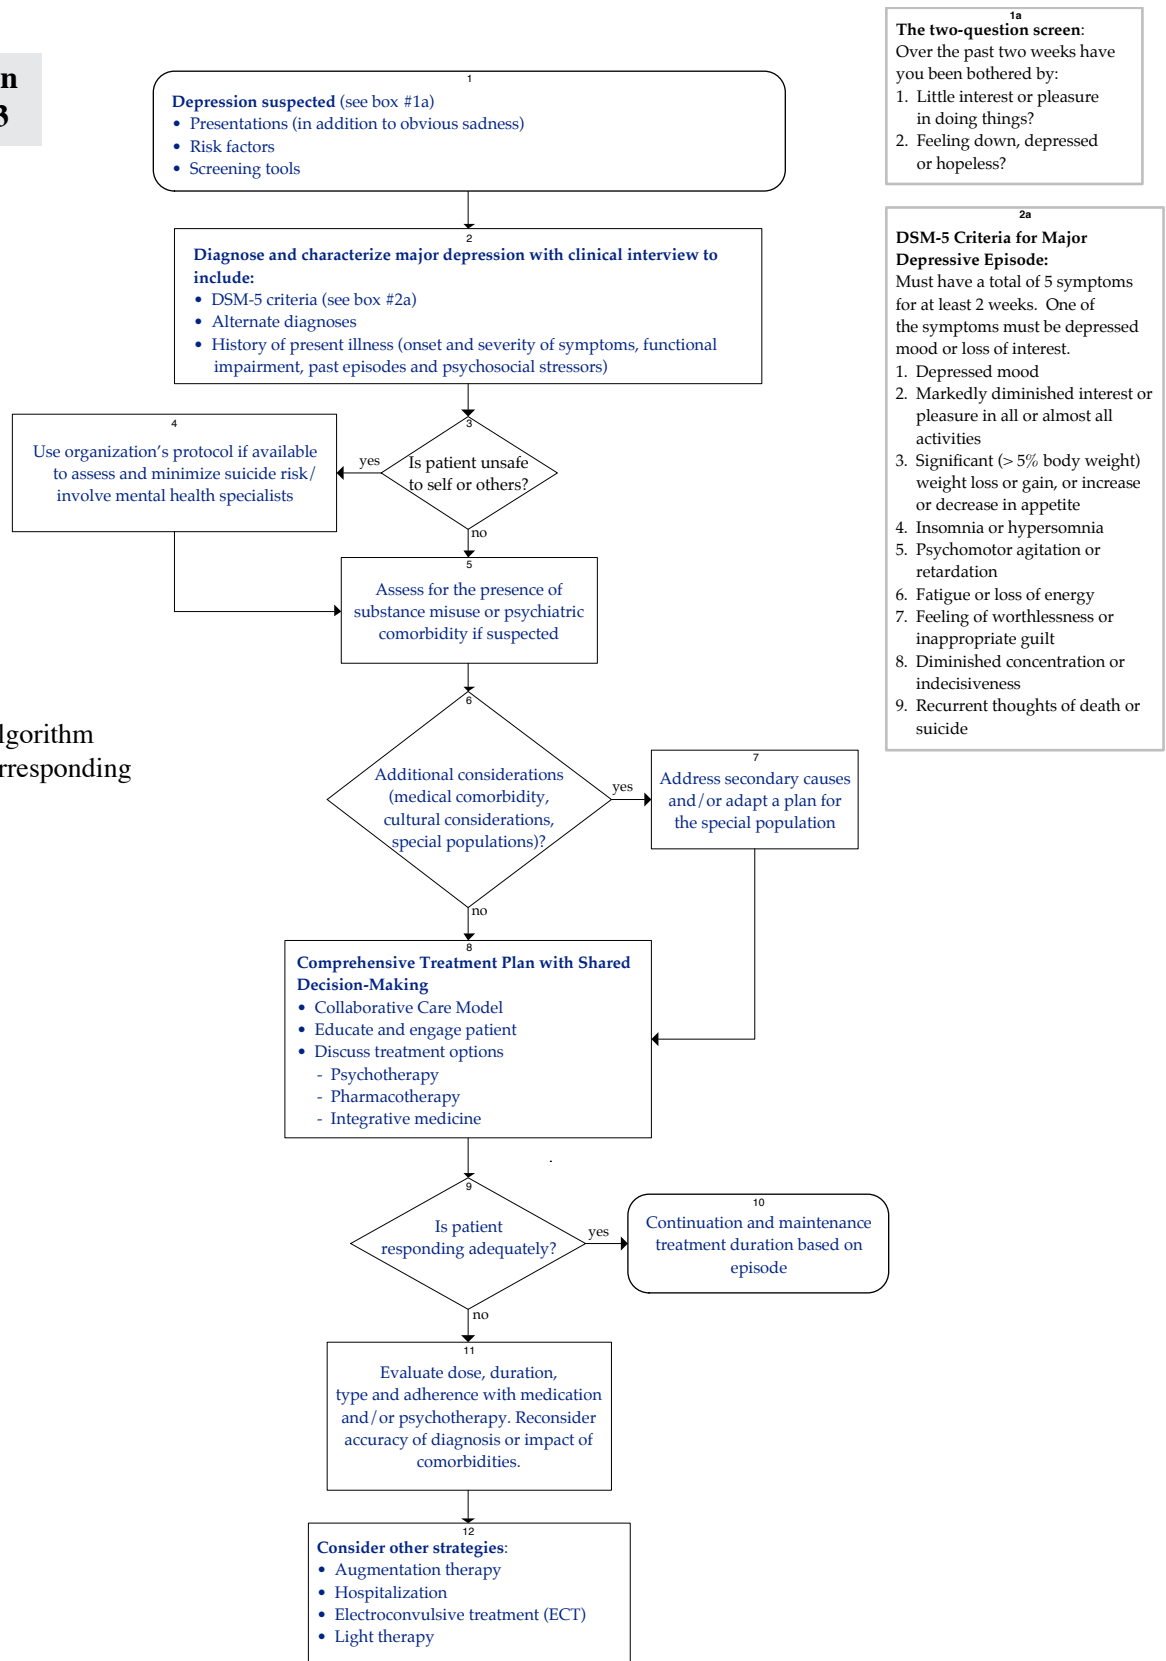 n
3
1
Depression suspected (see box #1a)
• Presentations (in addition to obvious sadness)
• Risk factors
• Screening tools
1a
The two-question screen:
Over the past two weeks have
you been bothered by:
1. Little interest or pleasure
in doing things?
2. Feeling down, depressed
or hopeless?
2
Diagnose and characterize major depression with clinical interview to
include:
• DSM-5 criteria (see box #2a)
• Alternate diagnoses
• History of present illness (onset and severity of symptoms, functional
impairment, past episodes and psychosocial stressors)
2a
DSM-5 Criteria for Major
Depressive Episode:
Must have a total of 5 symptoms
for at least 2 weeks. One of
the symptoms must be depressed
mood or loss of interest.
1. Depressed mood
2. Markedly diminished interest or
pleasure in all or almost all
activities
3. Significant (> 5% body weight)
weight loss or gain, or increase
or decrease in appetite
4. Insomnia or hypersomnia
5. Psychomotor agitation or
retardation
6. Fatigue or loss of energy
7. Feeling of worthlessness or
inappropriate guilt
8. Diminished concentration or
indecisiveness
9. Recurrent thoughts of death or
suicide
3
Is patient unsafe
to self or others?
yes
no
4
Use organization's protocol if available
to assess and minimize suicide risk/
involve mental health specialists
5
Assess for the presence of
substance misuse or psychiatric
comorbidity if suspected
lgorithm
rresponding
6
Additional considerations
(medical comorbidity,
cultural considerations,
special populations)?
yes
no
7
Address secondary causes
and/or adapt a plan for
the special population
8
Comprehensive Treatment Plan with Shared
Decision-Making
• Collaborative Care Model
• Educate and engage patient
• Discuss treatment options
- Psychotherapy
- Pharmacotherapy
- Integrative medicine
9
Is patient
responding adequately?
yes
no
10
Continuation and maintenance
treatment duration based on
episode
11
Evaluate dose, duration,
type and adherence with medication
and/or psychotherapy. Reconsider
accuracy of diagnosis or impact of
comorbidities.
12
Consider other strategies:
• Augmentation therapy
• Hospitalization
• Electroconvulsive treatment (ECT)
• Light therapy